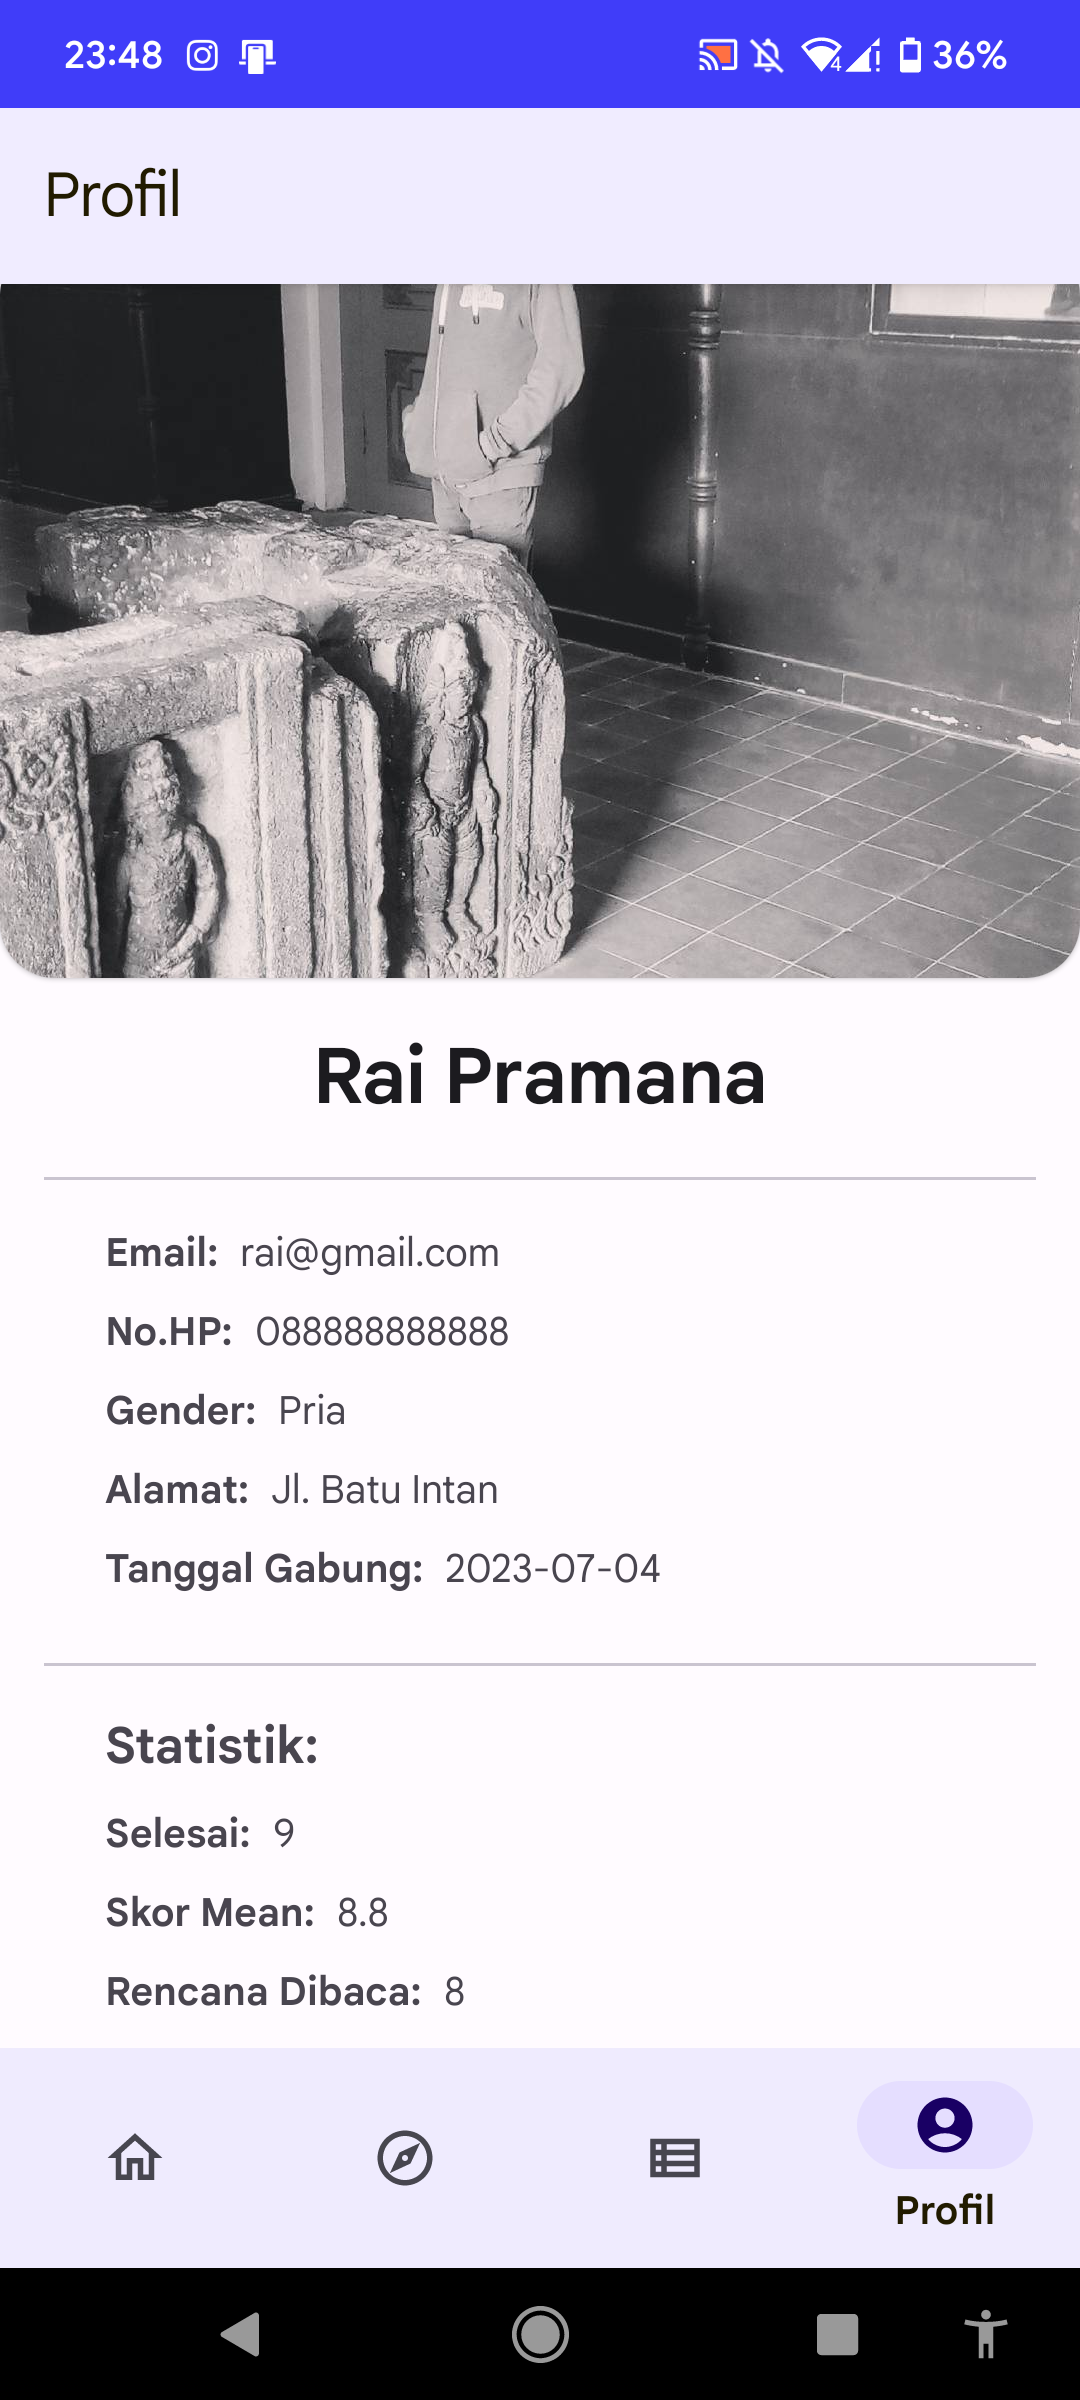 23:48 4 ! 36%
Profil
Rai Pramana
Email: rai@gmail.com
No.HP: 088888888888
Gender: Pria
Alamat: Jl. Batu Intan
Tanggal Gabung: 2023-07-04
Statistik:
Selesai: 9
Skor Mean: 8.8
Rencana Dibaca: 8
Profil